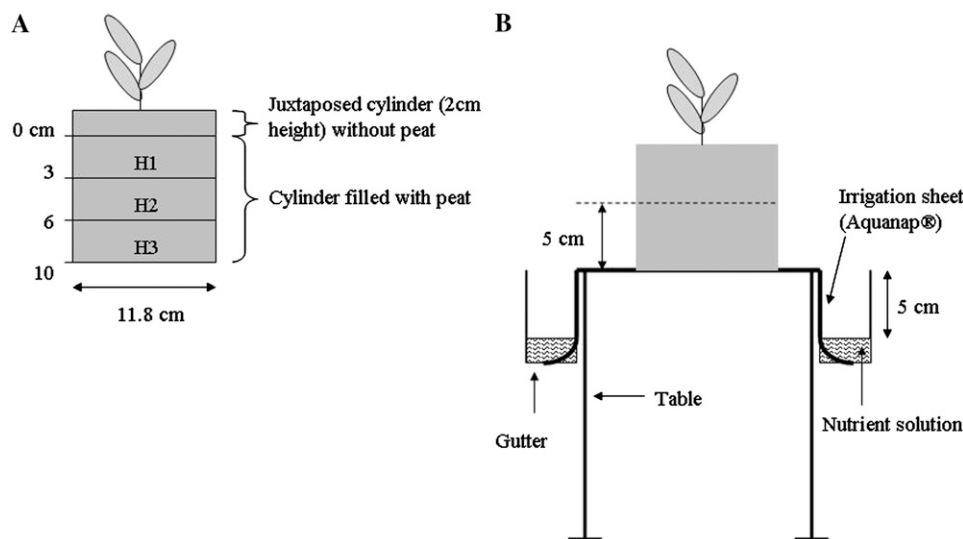 A
Juxtaposed cylinder (2cm
height) without peat
0 cm
H1
3
H2
Cylinder filled with peat
6
H3
10
11.8 cm
B
Irrigation sheet
(Aquanap®)
5 cm
5 cm
Table
Gutter
Nutrient solution